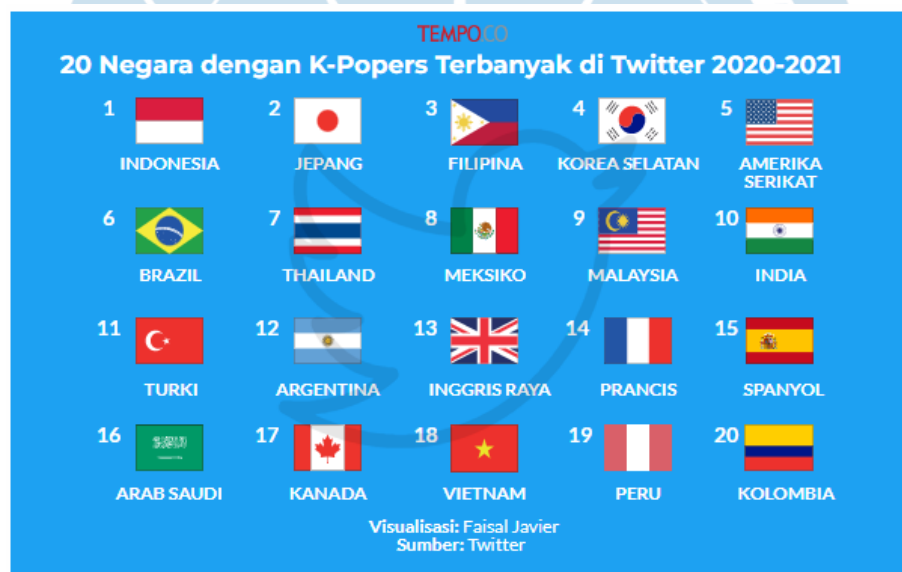 TEMPO.CO
20 Negara dengan K-Popers Terbanyak di Twitter 2020-2021
1 2 3 4 5
INDONESIA JEPANG FILIPINA KOREA SELATAN AMERIKA SERIKAT
6 7 8 9 10
BRAZIL THAILAND MEKSIKO MALAYSIA INDIA
11 12 13 14 15
TURKI ARGENTINA INGGRIS RAYA PRANCIS SPANYOL
16 17 18 19 20
ARAB SAUDI KANADA VIETNAM PERU KOLOMBIA
Visualisasi: Faisal Javier
Sumber: Twitter